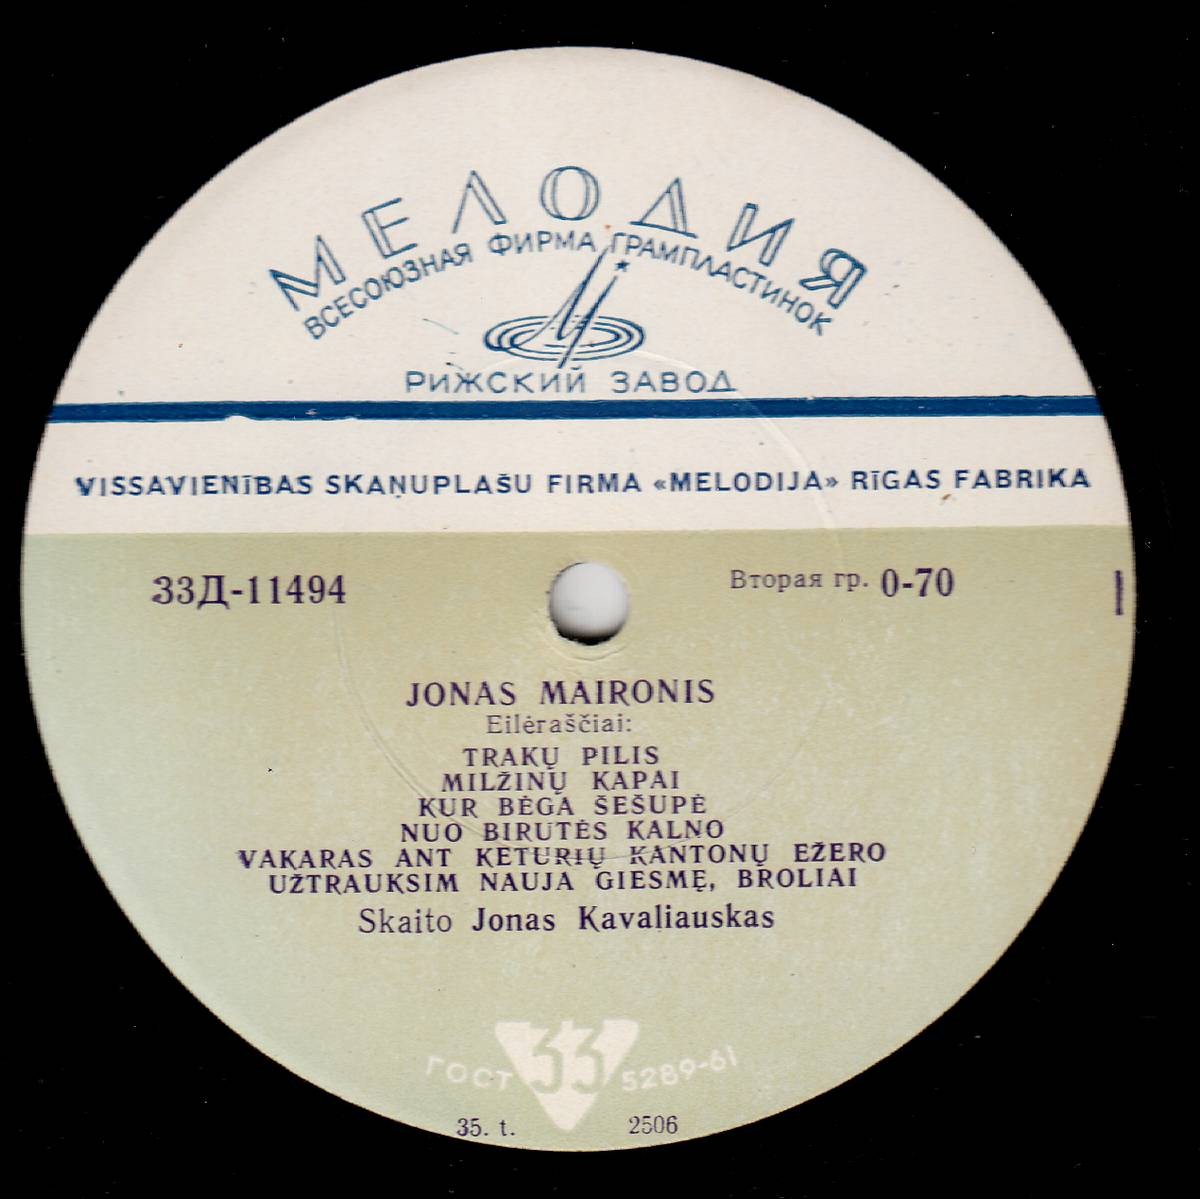 МЕЛОДИЯ
ВСЕСОЮЗНАЯ ФИРМА ГРАМПЛАСТИНОК
РИЖСКИЙ ЗАВОД
VISSAVIENĪBAS SKAŅUPLAŠU FIRMA «MELODIJA» RĪGAS FABRIKA
33Д-11494
Вторая гр. 0-70
JONAS MAIRONIS
Eilėraščiai:
TRAKŲ PILIS
MILŽINŲ KAPAI
KUR BĖGA ŠEŠUPĖ
NUO BIRUTĖS KALNO
VAKARAS ANT KETURIŲ KANTONŲ EŽERO
UŽTRAUKSIM NAUJA GIESMĘ, BROLIAI
Skaito Jonas Kavaliauskas
ГОСТ 33 5289-61
35. t. 2506